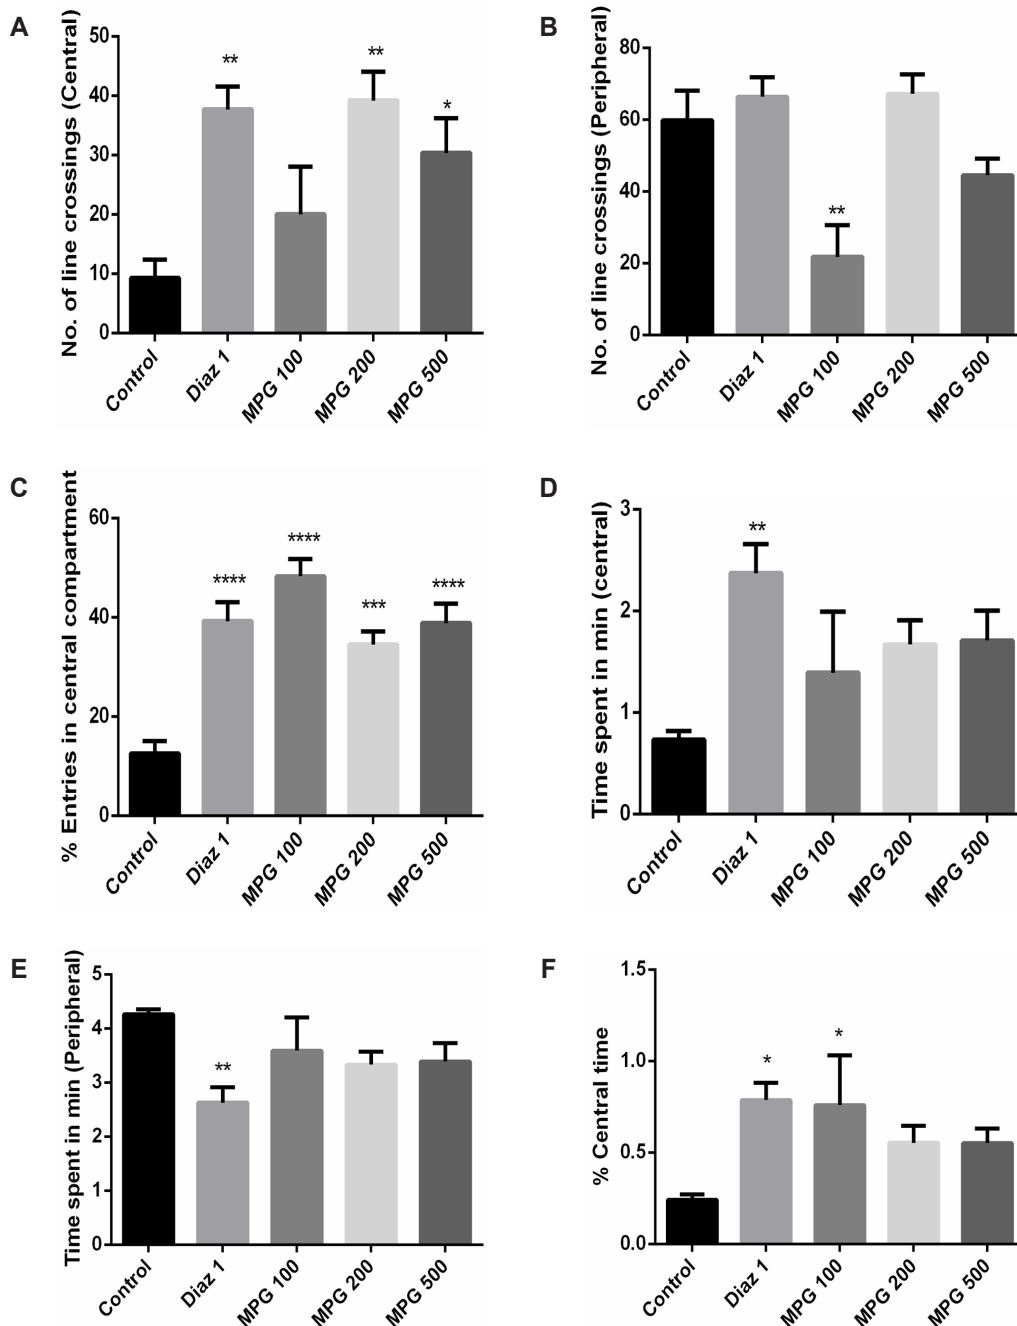 A
No. of line crossings (Central)
50
40
30
20
10
0
**
**
*
Control
Diaz 1
MPG 100
MPG 200
MPG 500
B
No. of line crossings (Peripheral)
80
60
40
20
0
**
Control
Diaz 1
MPG 100
MPG 200
MPG 500
C
% Entries in central compartment
60
40
20
0
****
****
***
****
Control
Diaz 1
MPG 100
MPG 200
MPG 500
D
Time spent in min (central)
3
2
1
0
**
Control
Diaz 1
MPG 100
MPG 200
MPG 500
E
Time spent in min (Peripheral)
5
4
3
2
1
0
**
Control
Diaz 1
MPG 100
MPG 200
MPG 500
F
% Central time
1.5
1.0
0.5
0.0
*
*
Control
Diaz 1
MPG 100
MPG 200
MPG 500